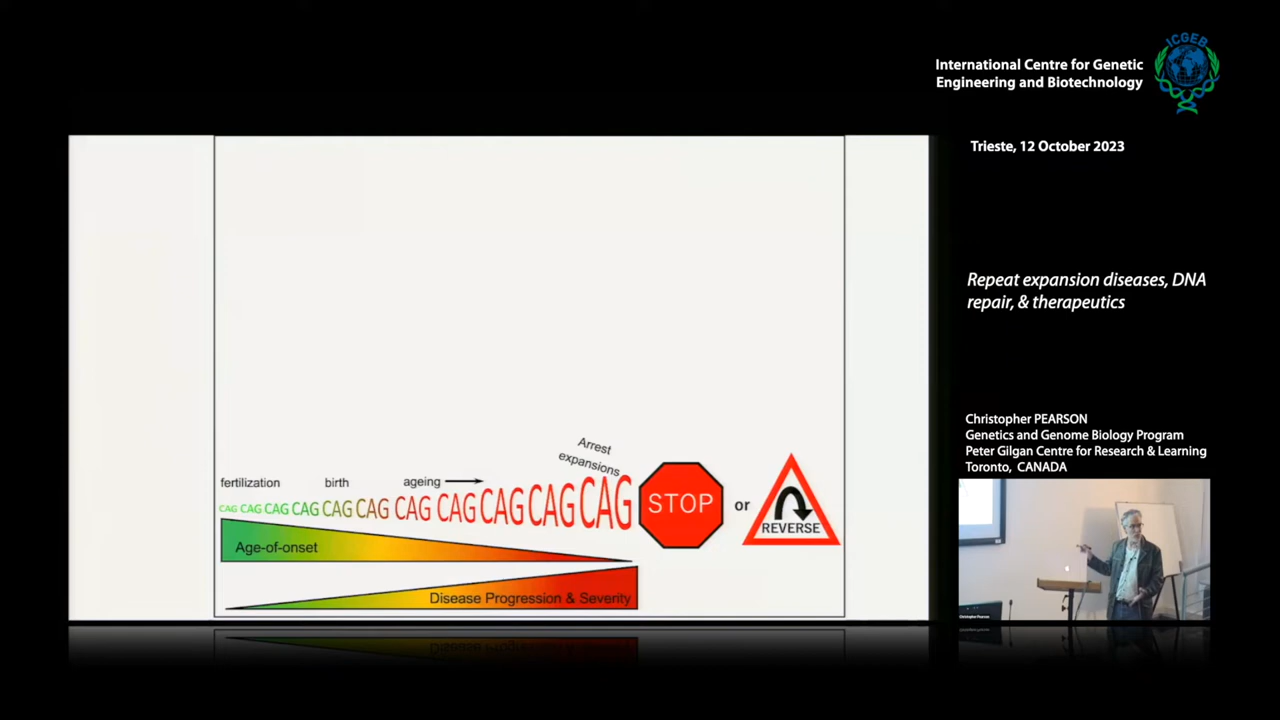 ICGEB
International Centre for Genetic
Engineering and Biotechnology
Trieste, 12 October 2023
Repeat expansion diseases, DNA
repair, & therapeutics
Christopher PEARSON
Genetics and Genome Biology Program
Peter Gilgan Centre for Research & Learning
Toronto, CANADA
Arrest
expansions
fertilization birth ageing
CAG CAG CAG CAG CAG CAG CAG CAG CAG CAG CAG
STOP or REVERSE
Age-of-onset
Disease Progression & Severity
Christopher Pearson